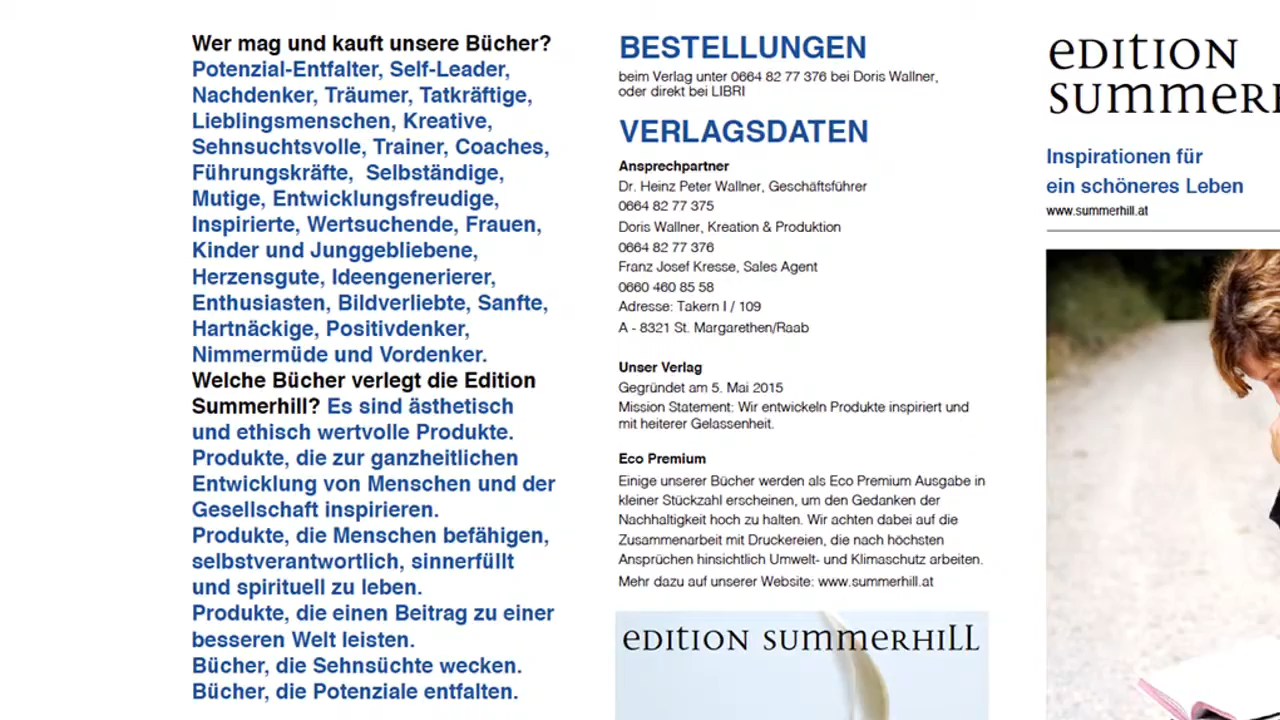 Wer mag und kauft unsere Bücher?
Potenzial-Entfalter, Self-Leader,
Nachdenker, Träumer, Tatkräftige,
Lieblingsmenschen, Kreative,
Sehnsuchtsvolle, Trainer, Coaches,
Führungskräfte, Selbständige,
Mutige, Entwicklungsfreudige,
Inspirierte, Wertsuchende, Frauen,
Kinder und Junggebliebene,
Herzensgute, Ideengenerierer,
Enthusiasten, Bildverliebte, Sanfte,
Hartnäckige, Positivdenker,
Nimmermüde und Vordenker.
Welche Bücher verlegt die Edition
Summerhill? Es sind ästhetisch
und ethisch wertvolle Produkte.
Produkte, die zur ganzheitlichen
Entwicklung von Menschen und der
Gesellschaft inspirieren.
Produkte, die Menschen befähigen,
selbstverantwortlich, sinnerfüllt
und spirituell zu leben.
Produkte, die einen Beitrag zu einer
besseren Welt leisten.
Bücher, die Sehnsüchte wecken.
Bücher, die Potenziale entfalten.
BESTELLUNGEN
beim Verlag unter 0664 82 77 376 bei Doris Wallner,
oder direkt bei LIBRI
VERLAGSDATEN
Ansprechpartner
Dr. Heinz Peter Wallner, Geschäftsführer
0664 82 77 375
Doris Wallner, Kreation & Produktion
0664 82 77 376
Franz Josef Kresse, Sales Agent
0660 460 85 58
Adresse: Takern I / 109
A - 8321 St. Margarethen/Raab
Unser Verlag
Gegründet am 5. Mai 2015
Mission Statement: Wir entwickeln Produkte inspiriert und
mit heiterer Gelassenheit.
Eco Premium
Einige unserer Bücher werden als Eco Premium Ausgabe in
kleiner Stückzahl erscheinen, um den Gedanken der
Nachhaltigkeit hoch zu halten. Wir achten dabei auf die
Zusammenarbeit mit Druckereien, die nach höchsten
Ansprüchen hinsichtlich Umwelt- und Klimaschutz arbeiten.
Mehr dazu auf unserer Website: www.summerhill.at
edition summerhill
edition
summerh
Inspirationen für
ein schöneres Leben
www.summerhill.at